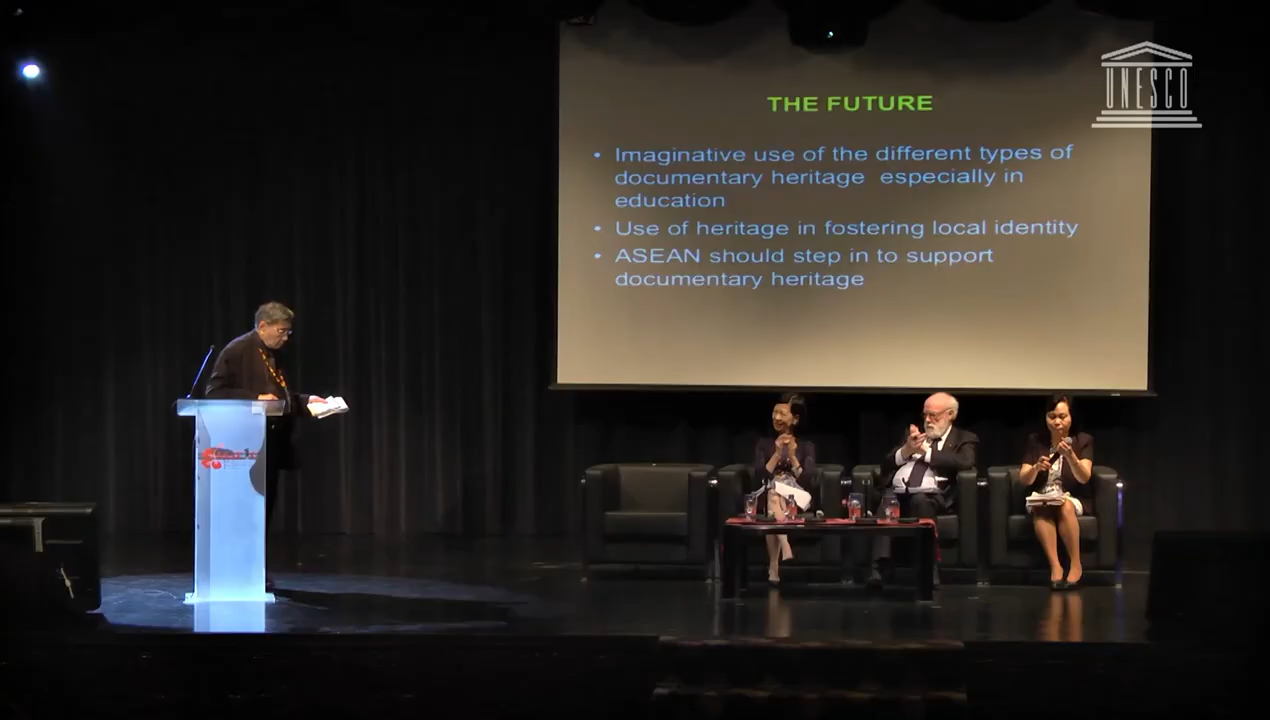 UNESCO
THE FUTURE
• Imaginative use of the different types of
documentary heritage especially in
education
• Use of heritage in fostering local identity
• ASEAN should step in to support
documentary heritage